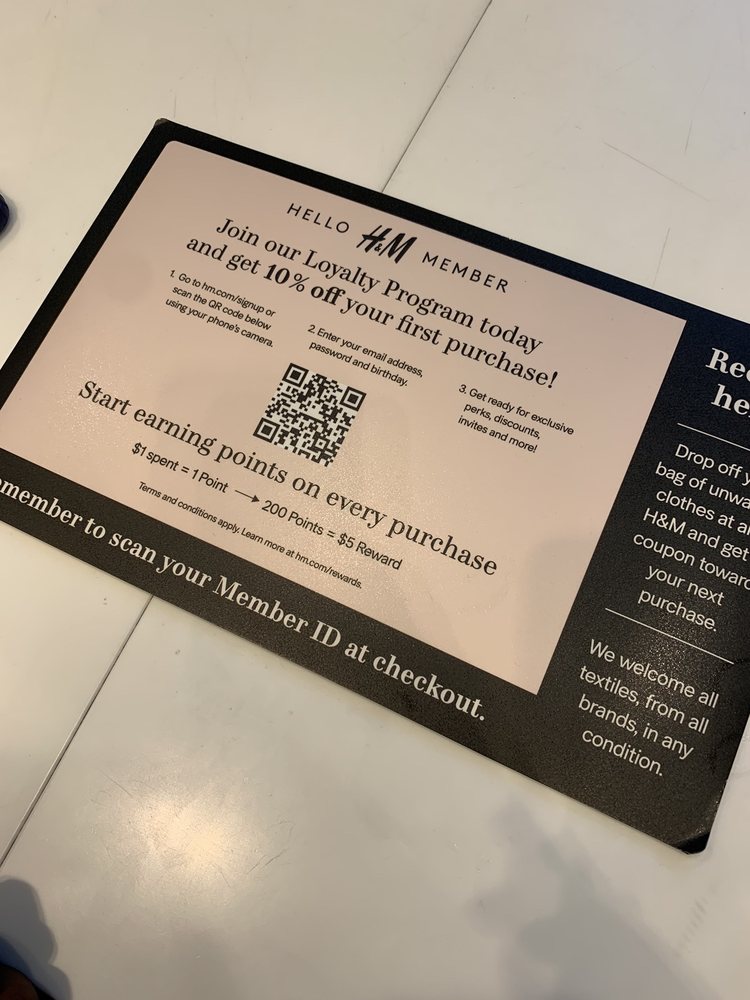 HELLO H&M MEMBER
Join our Loyalty Program today
and get 10% off your first purchase!
1. Go to hm.com/signup or
scan the QR code below
using your phone's camera.
2. Enter your email address,
password and birthday.
3. Get ready for exclusive
perks, discounts,
invites and more!
Start earning points on every purchase
$1 spent = 1 Point → 200 Points = $5 Reward
Terms and conditions apply. Learn more at hm.com/rewards.
to scan your Member ID at checkout.
Drop off
bag of
clothes at
H&M and get
coupon
your next
purchase.
We welcome all
textiles, from all
brands, in any
condition.